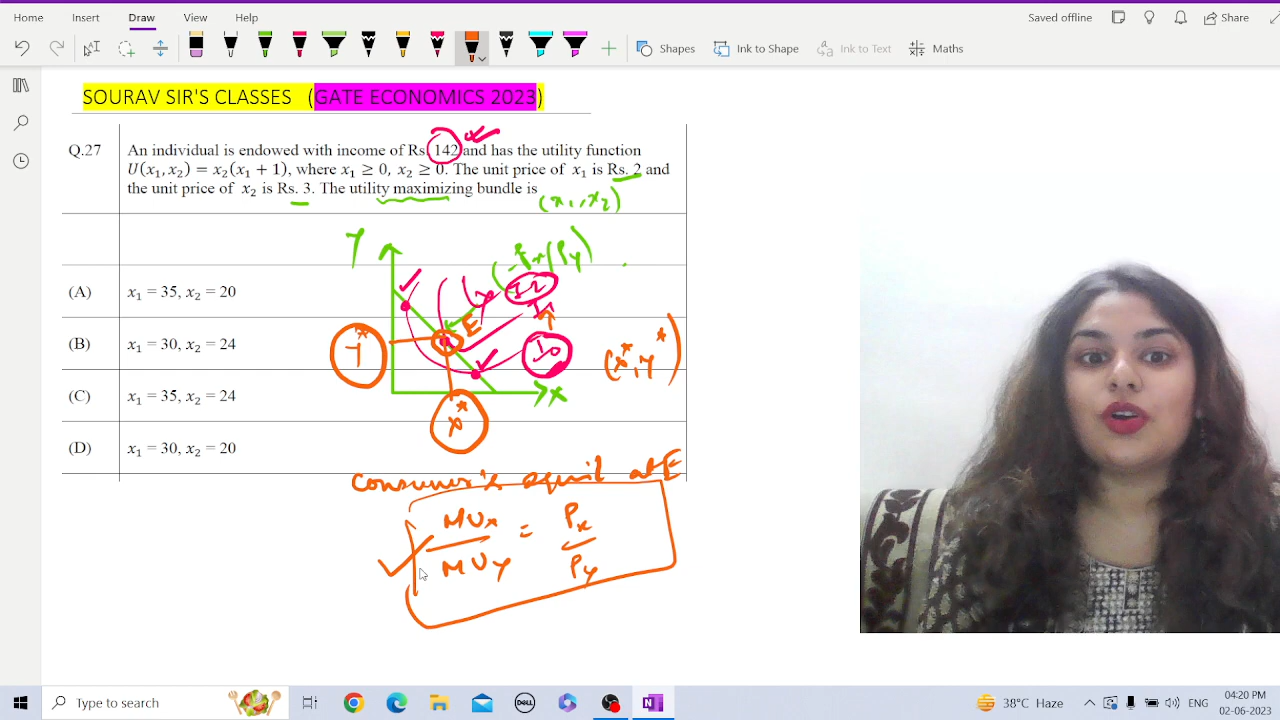 Home Insert Draw View Help Saved offline Share
Shapes Ink to Shape Ink to Text Maths
SOURAV SIR'S CLASSES (GATE ECONOMICS 2023)
Q.27 An individual is endowed with income of Rs. 142 and has the utility function
U(x₁,x₂) = x₂(x₁ + 1), where x₁ ≥ 0, x₂ ≥ 0. The unit price of x₁ is Rs. 2 and
the unit price of x₂ is Rs. 3. The utility maximizing bundle is
(x₁, x₂)
Y
(-Px/Py)
(A) x₁ = 35, x₂ = 20
E
(B) x₁ = 30, x₂ = 24
Y*
(x*, y*)
(C) x₁ = 35, x₂ = 24
X
x*
(D) x₁ = 30, x₂ = 20
Consumer's equil at E
MUx / MUy = Px / Py
Type to search
38°C Haze
ENG
04:20 PM
02-06-2023